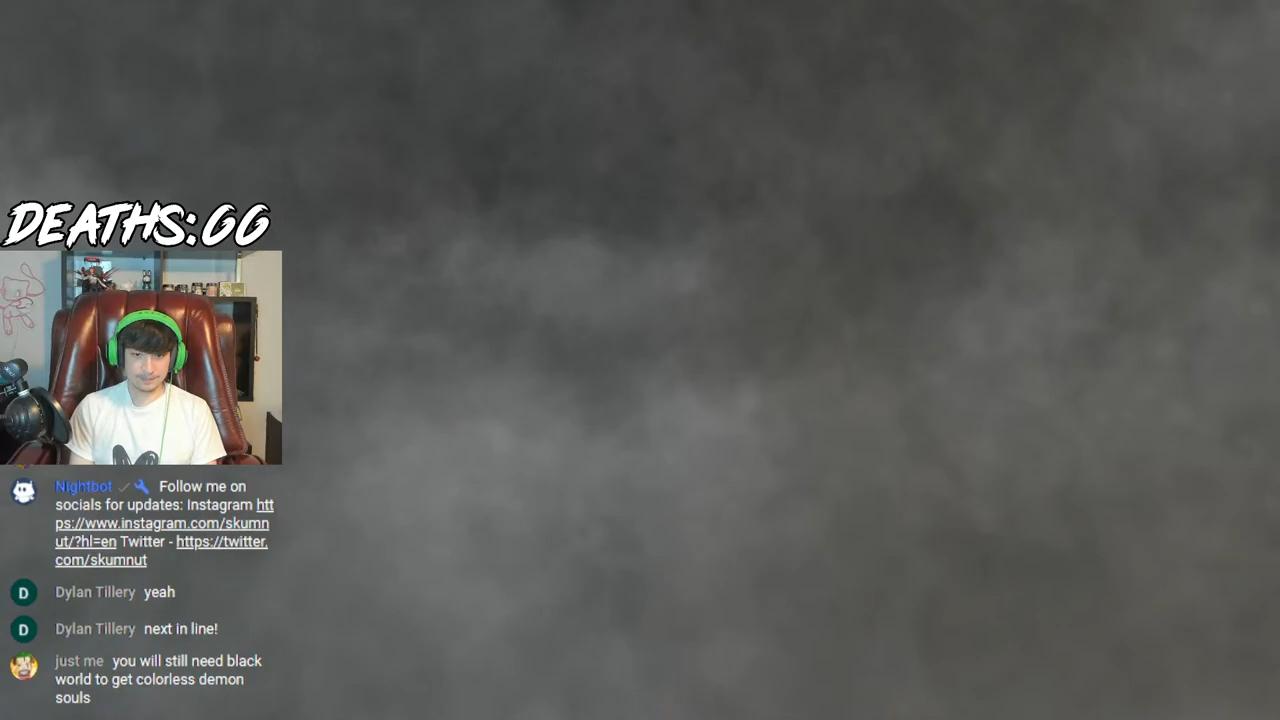 DEATHS:66
Nightbot Follow me on
socials for updates: Instagram htt
ps://www.instagram.com/skumn
ut/?hl=en Twitter - https://twitter.
com/skumnut
D Dylan Tillery yeah
D Dylan Tillery next in line!
just me you will still need black
world to get colorless demon
souls